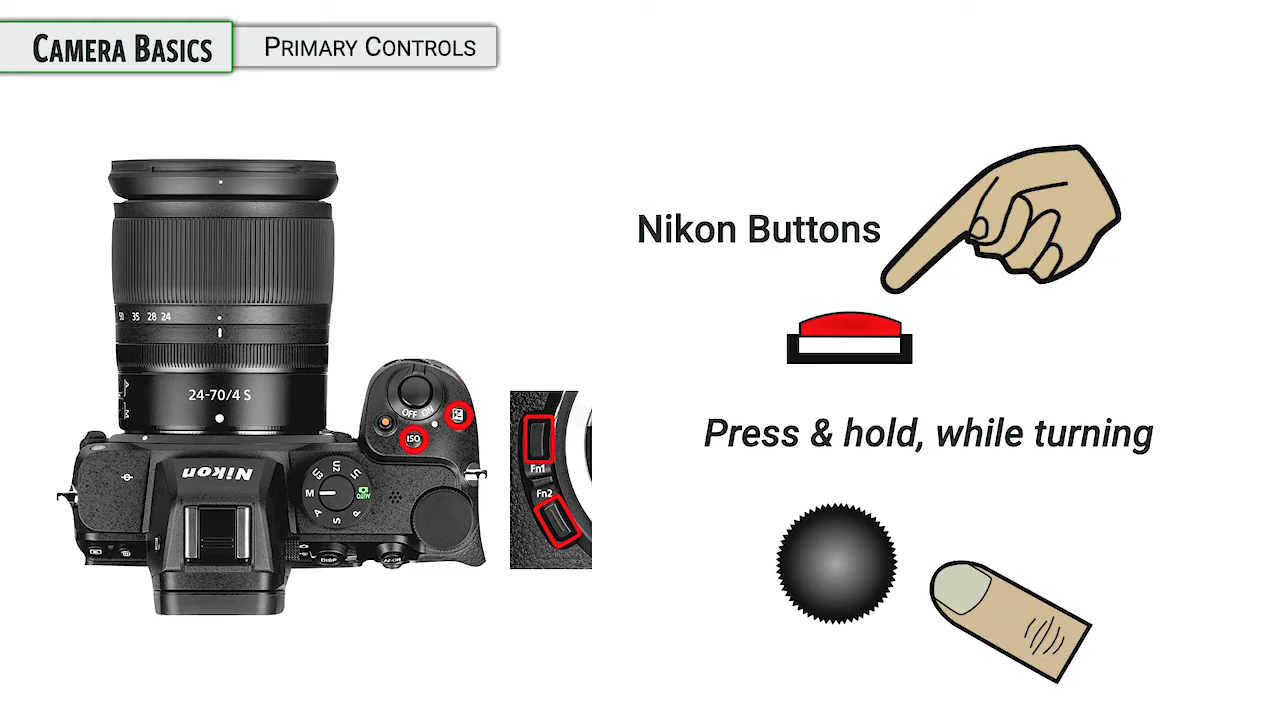 CAMERA BASICS
PRIMARY CONTROLS
Nikon Buttons
50 35 28 24
24-70/4 S
OFF ON
ISO
Nikon
M
U3
U2
U1
AUTO
A
S
P
DISP
AF-ON
Fn1
Fn2
Press & hold, while turning